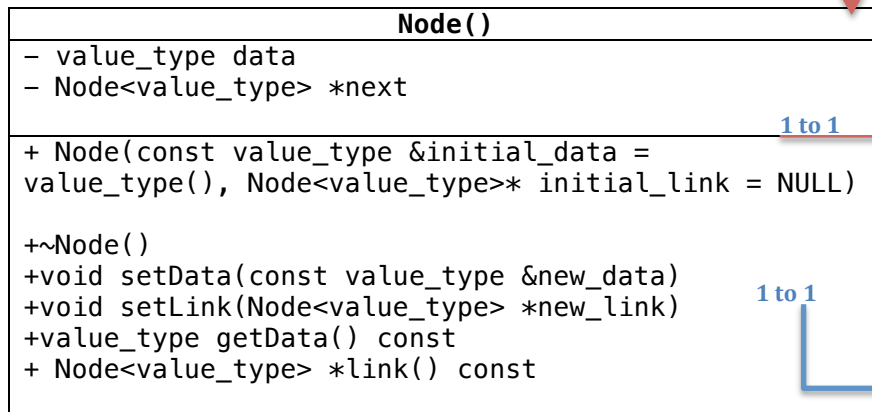 Node()
– value_type data
– Node<value_type> *next
1 to 1
+ Node(const value_type &initial_data =
value_type(), Node<value_type>* initial_link = NULL)
+~Node()
+void setData(const value_type &new_data)
+void setLink(Node<value_type> *new_link)
1 to 1
+value_type getData() const
+ Node<value_type> *link() const